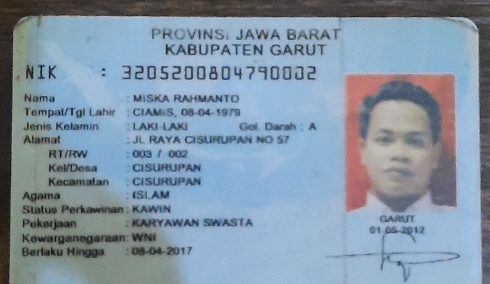 PROVINSI JAWA BARAT
KABUPATEN GARUT
NIK : 3205200804790002
Nama : MISKA RAHMANTO
Tempat/Tgl Lahir : CIAMIS, 08-04-1979
Jenis Kelamin : LAKI-LAKI Gol. Darah : A
Alamat : JL RAYA CISURUPAN NO 57
RT/RW : 003 / 002
Kel/Desa : CISURUPAN
Kecamatan : CISURUPAN
Agama : ISLAM
Status Perkawinan: KAWIN
Pekerjaan : KARYAWAN SWASTA
Kewarganegaraan: WNI
Berlaku Hingga : 08-04-2017
GARUT
01-05-2012